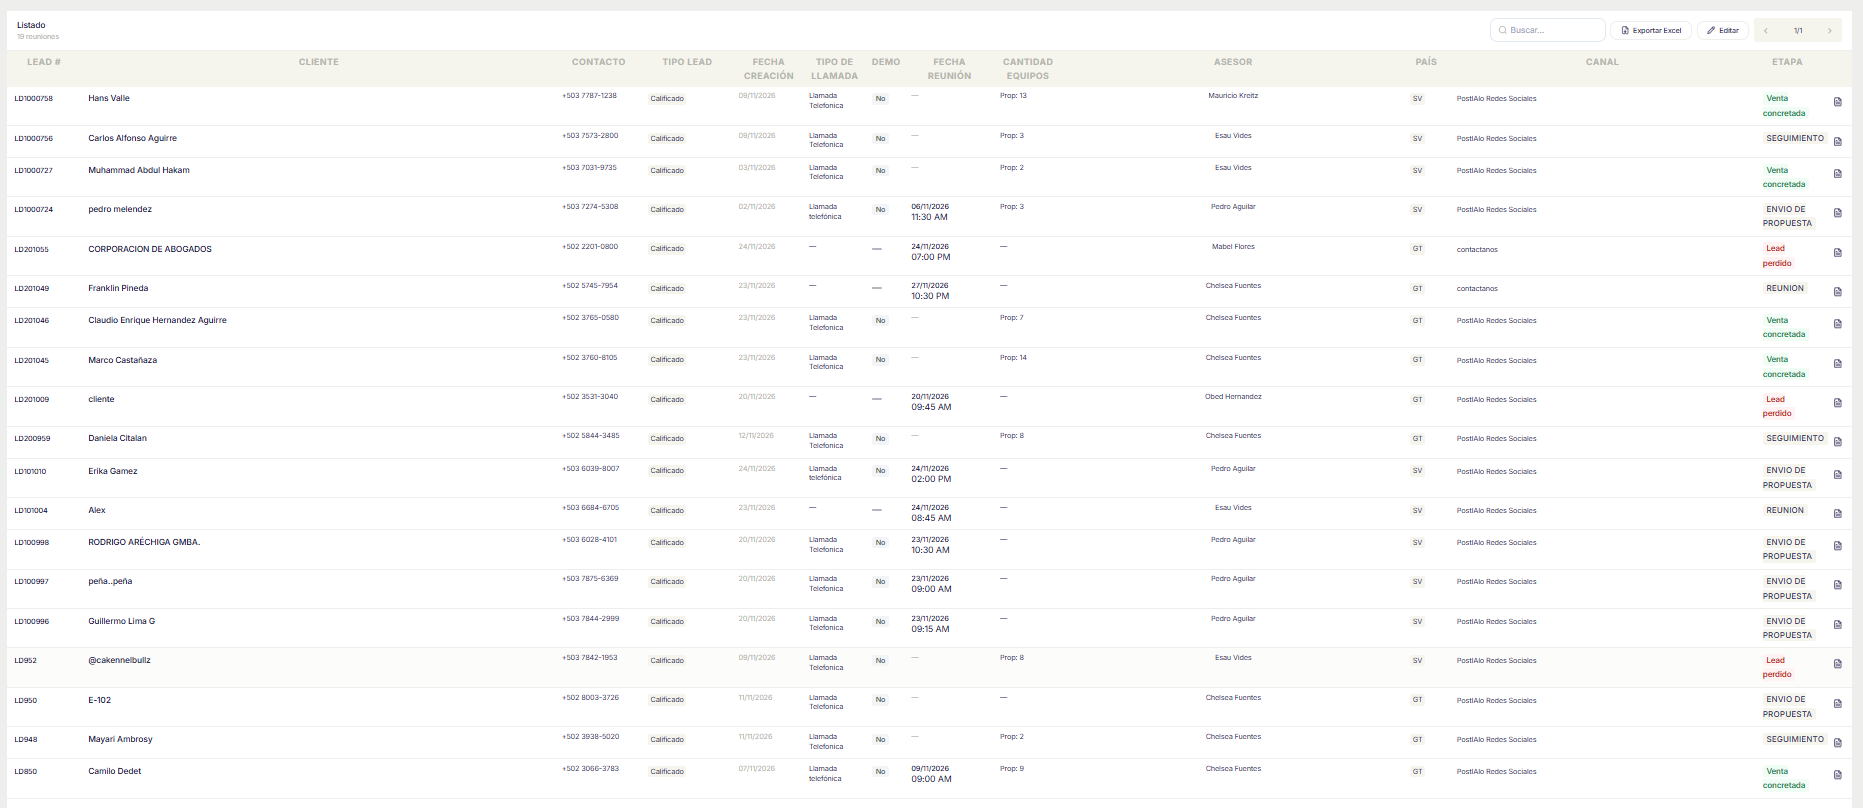 Listado
19 reuniones
Buscar...
Exportar Excel
Editar
1/1
LEAD # CLIENTE CONTACTO TIPO LEAD FECHA CREACIÓN TIPO DE LLAMADA DEMO FECHA REUNIÓN CANTIDAD EQUIPOS ASESOR PAÍS CANAL ETAPA
LD1000758 Hans Valle +503 7787-1238 Calificado 09/11/2026 Llamada Telefonica No — Prop: 13 Mauricio Kreitz SV PostIAlo Redes Sociales Venta concretada
LD1000756 Carlos Alfonso Aguirre +503 7573-2800 Calificado 09/11/2026 Llamada Telefonica No — Prop: 3 Esau Vides SV PostIAlo Redes Sociales SEGUIMIENTO
LD1000727 Muhammad Abdul Hakam +503 7031-9735 Calificado 03/11/2026 Llamada Telefonica No — Prop: 2 Esau Vides SV PostIAlo Redes Sociales Venta concretada
LD1000724 pedro melendez +503 7274-5308 Calificado 02/11/2026 Llamada telefónica No 06/11/2026 11:30 AM Prop: 3 Pedro Aguilar SV PostIAlo Redes Sociales ENVIO DE PROPUESTA
LD201055 CORPORACION DE ABOGADOS +502 2201-0800 Calificado 24/11/2026 — — 24/11/2026 07:00 PM — Mabel Flores GT contactanos Lead perdido
LD201049 Franklin Pineda +502 5745-7954 Calificado 23/11/2026 — — 27/11/2026 10:30 PM — Chelsea Fuentes GT contactanos REUNION
LD201046 Claudio Enrique Hernandez Aguirre +502 3765-0580 Calificado 23/11/2026 Llamada Telefonica No — Prop: 7 Chelsea Fuentes GT PostIAlo Redes Sociales Venta concretada
LD201045 Marco Castañaza +502 3760-8105 Calificado 23/11/2026 Llamada Telefonica No — Prop: 14 Chelsea Fuentes GT PostIAlo Redes Sociales Venta concretada
LD201009 cliente +502 3531-3040 Calificado 20/11/2026 — — 20/11/2026 09:45 AM — Obed Hernandez GT PostIAlo Redes Sociales Lead perdido
LD200959 Daniela Citalan +502 5844-3485 Calificado 12/11/2026 Llamada Telefonica No — Prop: 8 Chelsea Fuentes GT PostIAlo Redes Sociales SEGUIMIENTO
LD101010 Erika Gamez +503 6039-8007 Calificado 24/11/2026 Llamada telefónica No 24/11/2026 02:00 PM — Pedro Aguilar SV PostIAlo Redes Sociales ENVIO DE PROPUESTA
LD101004 Alex +503 6684-6705 Calificado 24/11/2026 — — 24/11/2026 08:45 AM — Esau Vides SV PostIAlo Redes Sociales REUNION
LD100998 RODRIGO ARÉCHIGA GMBA. +503 6028-4101 Calificado 20/11/2026 Llamada Telefonica No 23/11/2026 10:30 AM — Pedro Aguilar SV PostIAlo Redes Sociales ENVIO DE PROPUESTA
LD100997 peña..peña +503 7875-6369 Calificado 20/11/2026 Llamada Telefonica No 23/11/2026 09:00 AM — Pedro Aguilar SV PostIAlo Redes Sociales ENVIO DE PROPUESTA
LD100996 Guillermo Lima G +503 7844-2999 Calificado 20/11/2026 Llamada Telefonica No 23/11/2026 09:15 AM — Pedro Aguilar SV PostIAlo Redes Sociales ENVIO DE PROPUESTA
LD952 @cakennelbullz +503 7842-1953 Calificado 09/11/2026 Llamada Telefonica No — Prop: 8 Esau Vides SV PostIAlo Redes Sociales Lead perdido
LD950 E-102 +502 8003-3726 Calificado 11/11/2026 Llamada Telefonica No — — Chelsea Fuentes GT PostIAlo Redes Sociales ENVIO DE PROPUESTA
LD948 Mayari Ambrosy +502 3938-5020 Calificado 11/11/2026 Llamada Telefonica No — Prop: 2 Chelsea Fuentes GT PostIAlo Redes Sociales SEGUIMIENTO
LD850 Camilo Dedet +502 3066-3783 Calificado 07/11/2026 Llamada telefónica No 09/11/2026 09:00 AM Prop: 9 Chelsea Fuentes GT PostIAlo Redes Sociales Venta concretada